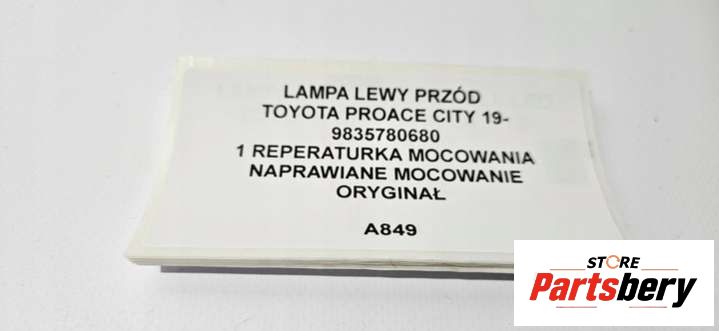 LAMPA LEWY PRZÓD
TOYOTA PROACE CITY 19-
9835780680
1 REPERATURKA MOCOWANIA
NAPRAWIANE MOCOWANIE
ORYGINAŁ
A849
STORE
Partsbery